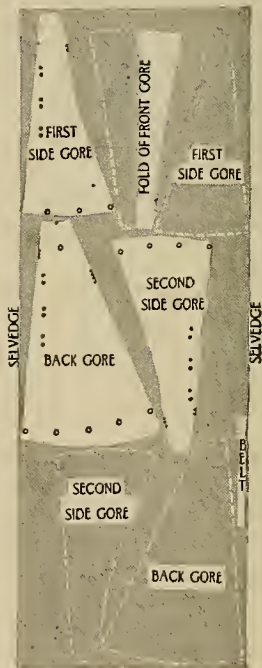 FOLD OF FRONT GORE
FIRST
SIDE GORE
FIRST
SIDE GORE
SELVEDGE
SECOND
SIDE GORE
SELVEDGE
BACK GORE
BELT
SECOND
SIDE GORE
BACK GORE